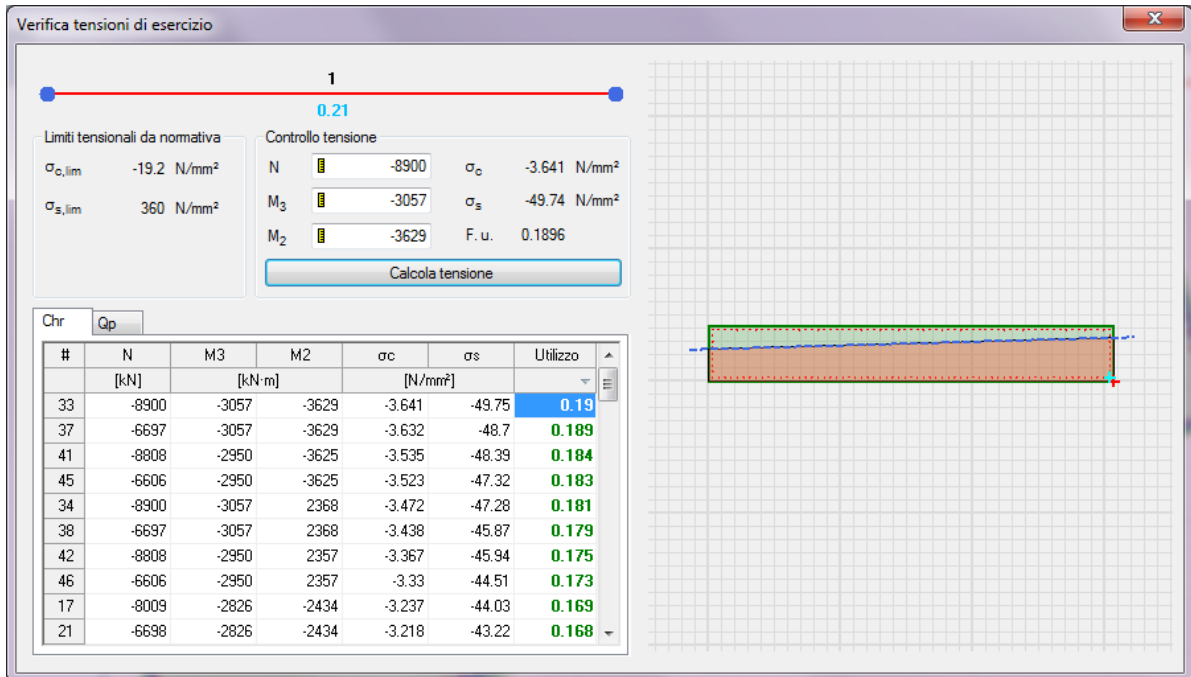 Verifica tensioni di esercizio
x
1
0.21
Limiti tensionali da normativa
σc,lim -19.2 N/mm²
σs,lim 360 N/mm²
Controllo tensione
N -8900 σc -3.641 N/mm²
M3 -3057 σs -49.74 N/mm²
M2 -3629 F. u. 0.1896
Calcola tensione
Chr Qp
# N M3 M2 σc σs Utilizzo
[kN] [kN·m] [N/mm²]
33 -8900 -3057 -3629 -3.641 -49.75 0.19
37 -6697 -3057 -3629 -3.632 -48.7 0.189
41 -8808 -2950 -3625 -3.535 -48.39 0.184
45 -6606 -2950 -3625 -3.523 -47.32 0.183
34 -8900 -3057 2368 -3.472 -47.28 0.181
38 -6697 -3057 2368 -3.438 -45.87 0.179
42 -8808 -2950 2357 -3.367 -45.94 0.175
46 -6606 -2950 2357 -3.33 -44.51 0.173
17 -8009 -2826 -2434 -3.237 -44.03 0.169
21 -6698 -2826 -2434 -3.218 -43.22 0.168